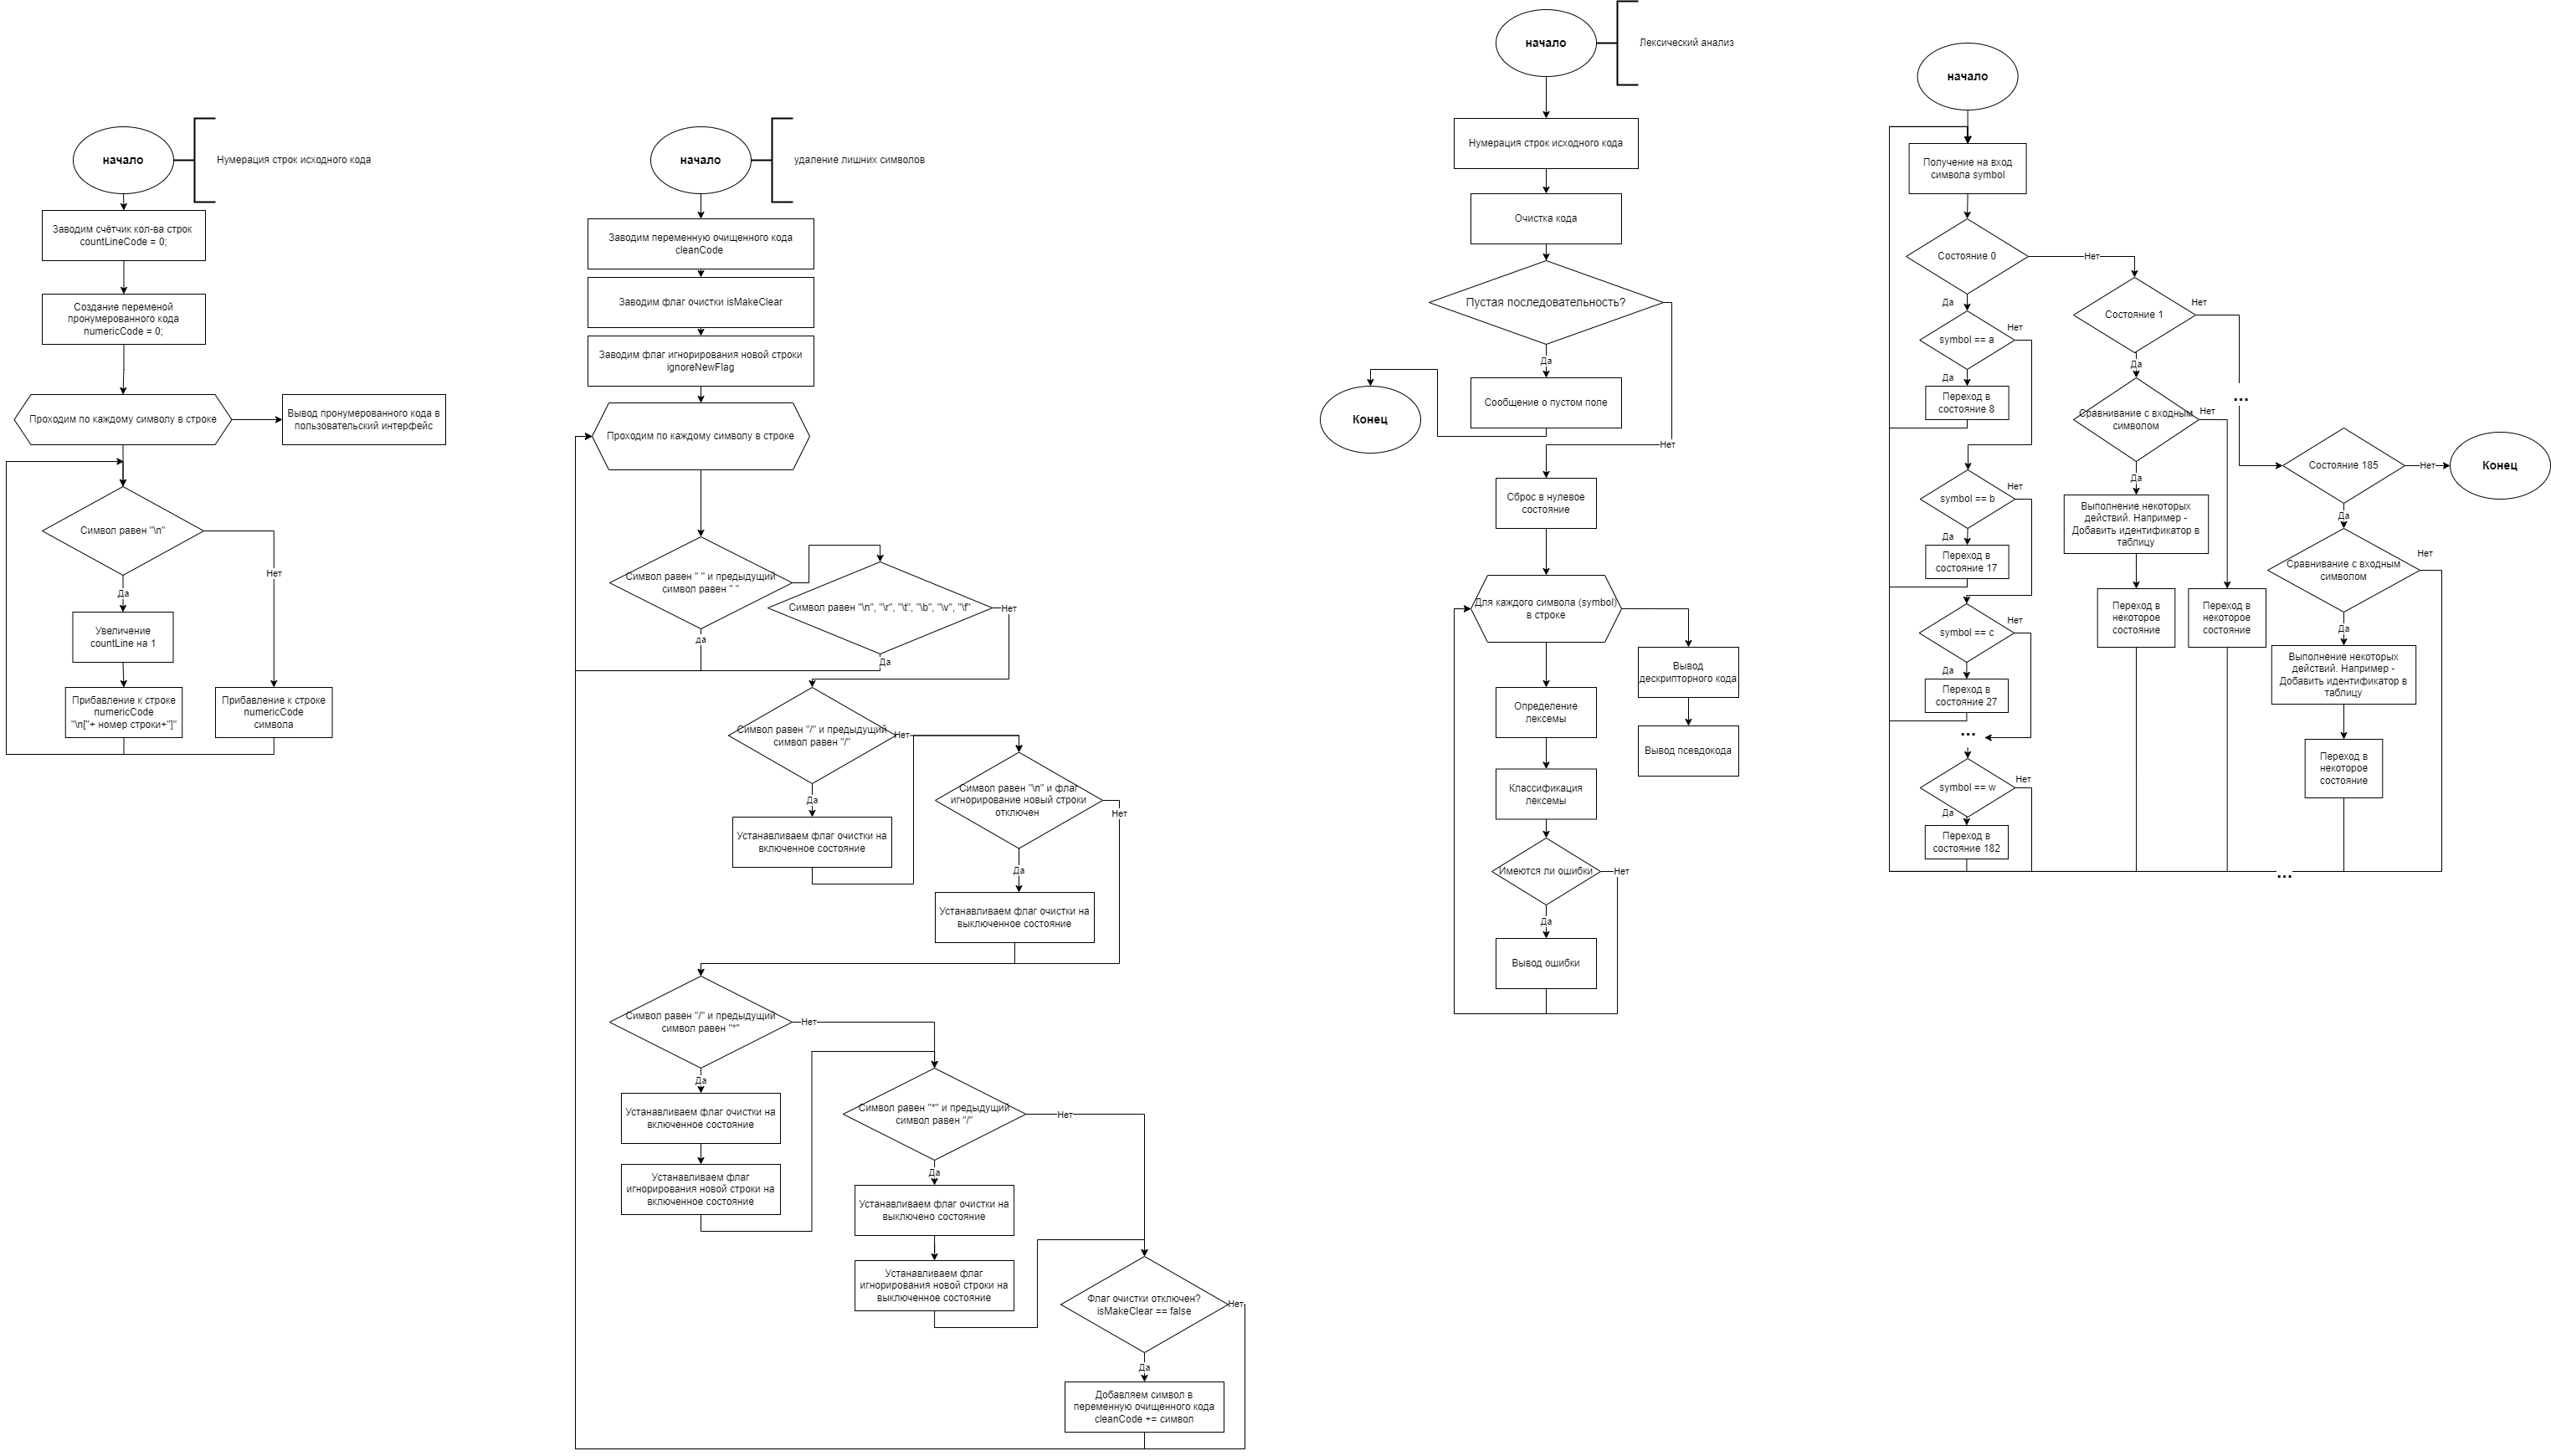 начало
Нумерация строк исходного кода
Заводим счётчик кол-ва строк
countLineCode = 0;
Создание переменой
пронумерованного кода
numericCode = 0;
Проходим по каждому символу в строке
Вывод пронумерованного кода в
пользовательский интерфейс
Символ равен "\n"
Нет
Да
Увеличение
countLine на 1
Прибавление к строке
numericCode
"\n["+ номер строки+"]"
Прибавление к строке
numericCode
символа
начало
удаление лишних символов
Заводим переменную очищенного кода
cleanCode
Заводим флаг очистки isMakeClear
Заводим флаг игнорирования новой строки
ignoreNewFlag
Проходим по каждому символу в строке
Символ равен " " и предыдущий
символ равен " "
да
Символ равен "\n", "\r", "\t", "\b", "\v", "\f"
Нет
Да
Символ равен "/" и предыдущий
символ равен "/"
Нет
Да
Устанавливаем флаг очистки на
включенное состояние
Символ равен "\n" и флаг
игнорирование новый строки
отключен
Нет
Да
Устанавливаем флаг очистки на
выключенное состояние
Символ равен "/" и предыдущий
символ равен "*"
Нет
Да
Устанавливаем флаг очистки на
включенное состояние
Устанавливаем флаг
игнорирования новой строки на
включенное состояние
Символ равен "*" и предыдущий
символ равен "/"
Нет
Да
Устанавливаем флаг очистки на
выключено состояние
Устанавливаем флаг
игнорирования новой строки на
выключенное состояние
Флаг очистки отключен?
isMakeClear == false
Нет
Да
Добавляем символ в
переменную очищенного кода
cleanCode += символ
начало
Лексический анализ
Нумерация строк исходного кода
Очистка кода
Пустая последовательность?
Да
Сообщение о пустом поле
Конец
Нет
Сброс в нулевое
состояние
Для каждого символа (symbol)
в строке
Вывод
дескрипторного кода
Вывод псевдокода
Определение
лексемы
Классификация
лексемы
Имеются ли ошибки
Нет
Да
Вывод ошибки
начало
Получение на вход
символа symbol
Состояние 0
Нет
Да
symbol == a
Нет
Да
Переход в
состояние 8
symbol == b
Нет
Да
Переход в
состояние 17
symbol == c
Нет
Да
Переход в
состояние 27
...
symbol == w
Нет
Да
Переход в
состояние 182
Состояние 1
Нет
Да
Сравнивание с входным
символом
Нет
Да
Выполнение некоторых
действий. Например -
Добавить идентификатор в
таблицу
Переход в
некоторое
состояние
Переход в
некоторое
состояние
...
Состояние 185
Нет
Конец
Да
Сравнивание с входным
символом
Нет
Да
Выполнение некоторых
действий. Например -
Добавить идентификатор в
таблицу
Переход в
некоторое
состояние
...